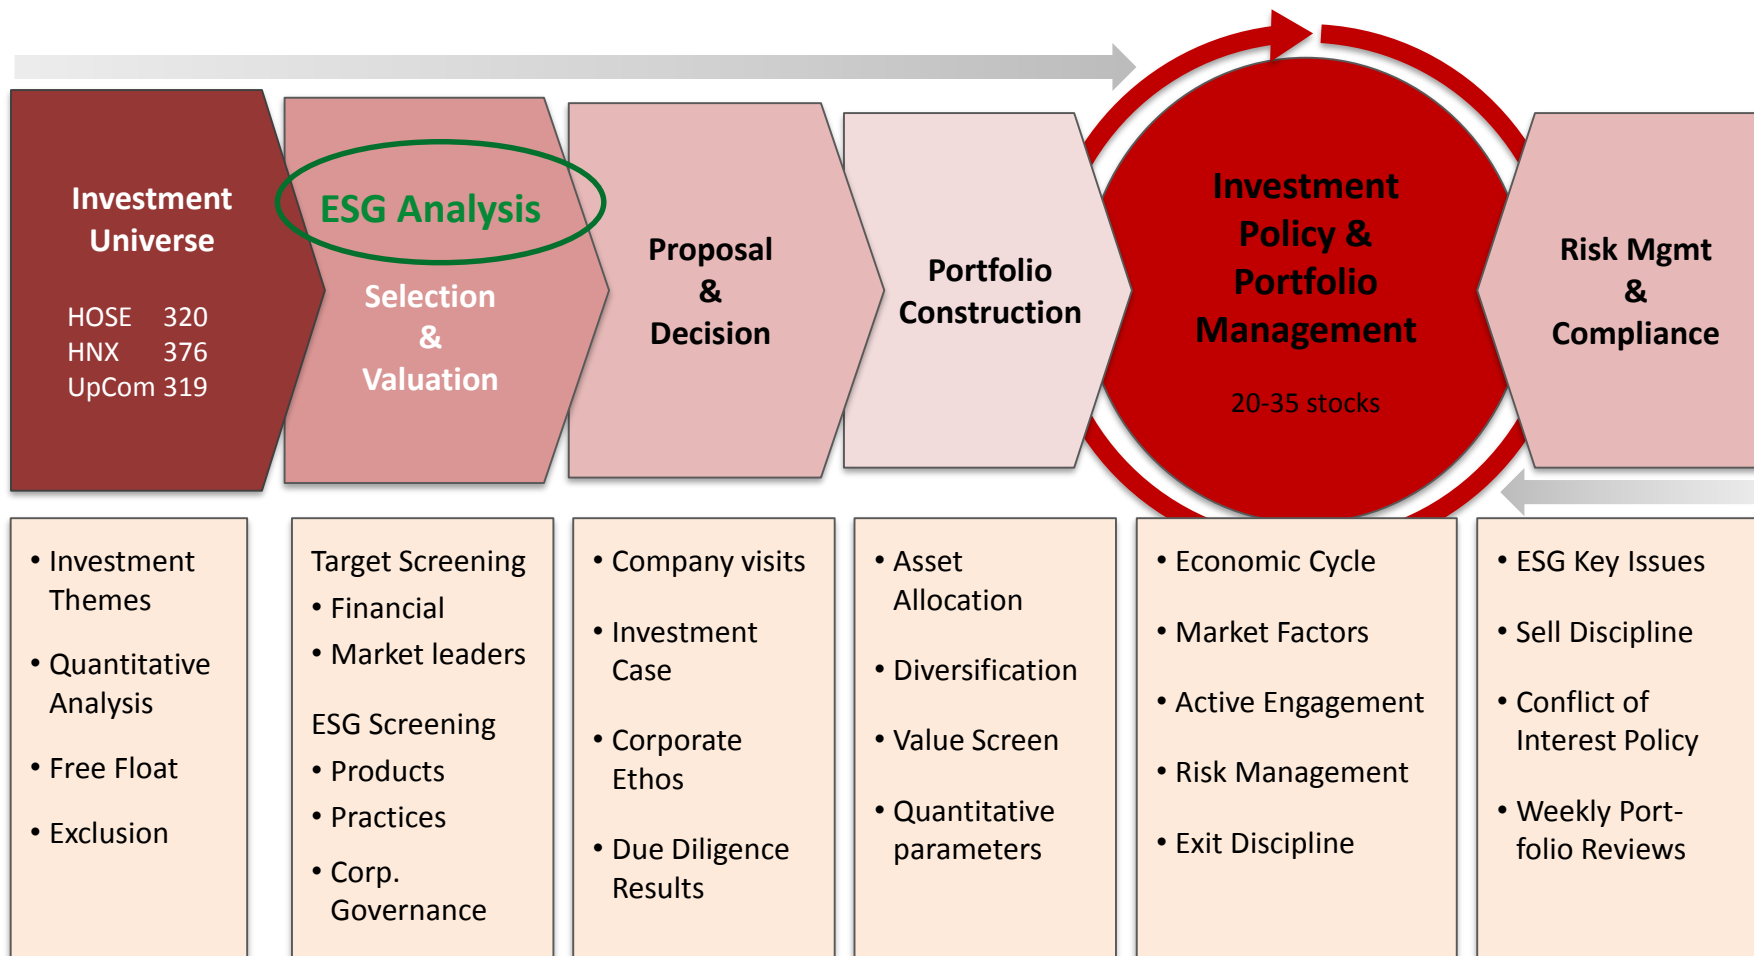 Investment
Universe
HOSE 320
HNX 376
UpCom 319
ESG Analysis
Selection
&
Valuation
Proposal
&
Decision
Portfolio
Construction
Investment
Policy &
Portfolio
Management
20-35 stocks
Risk Mgmt
&
Compliance
• Investment
Themes
• Quantitative
Analysis
• Free Float
• Exclusion
Target Screening
• Financial
• Market leaders
ESG Screening
• Products
• Practices
• Corp.
Governance
• Company visits
• Investment
Case
• Corporate
Ethos
• Due Diligence
Results
• Asset
Allocation
• Diversification
• Value Screen
• Quantitative
parameters
• Economic Cycle
• Market Factors
• Active Engagement
• Risk Management
• Exit Discipline
• ESG Key Issues
• Sell Discipline
• Conflict of
Interest Policy
• Weekly Port-
folio Reviews